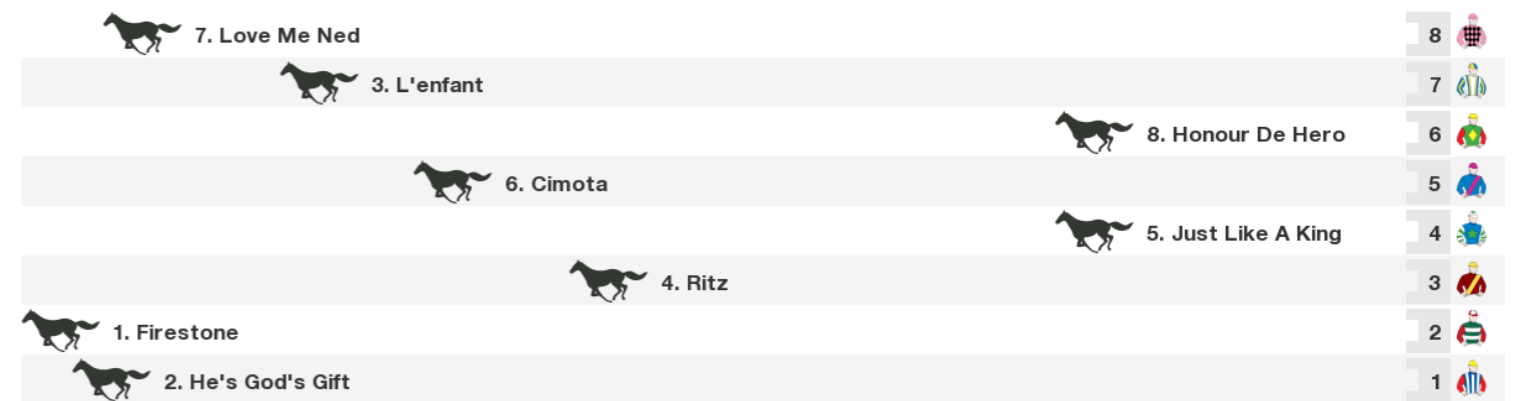 7. Love Me Ned 8
3. L'enfant 7
8. Honour De Hero 6
6. Cimota 5
5. Just Like A King 4
4. Ritz 3
1. Firestone 2
2. He's God's Gift 1